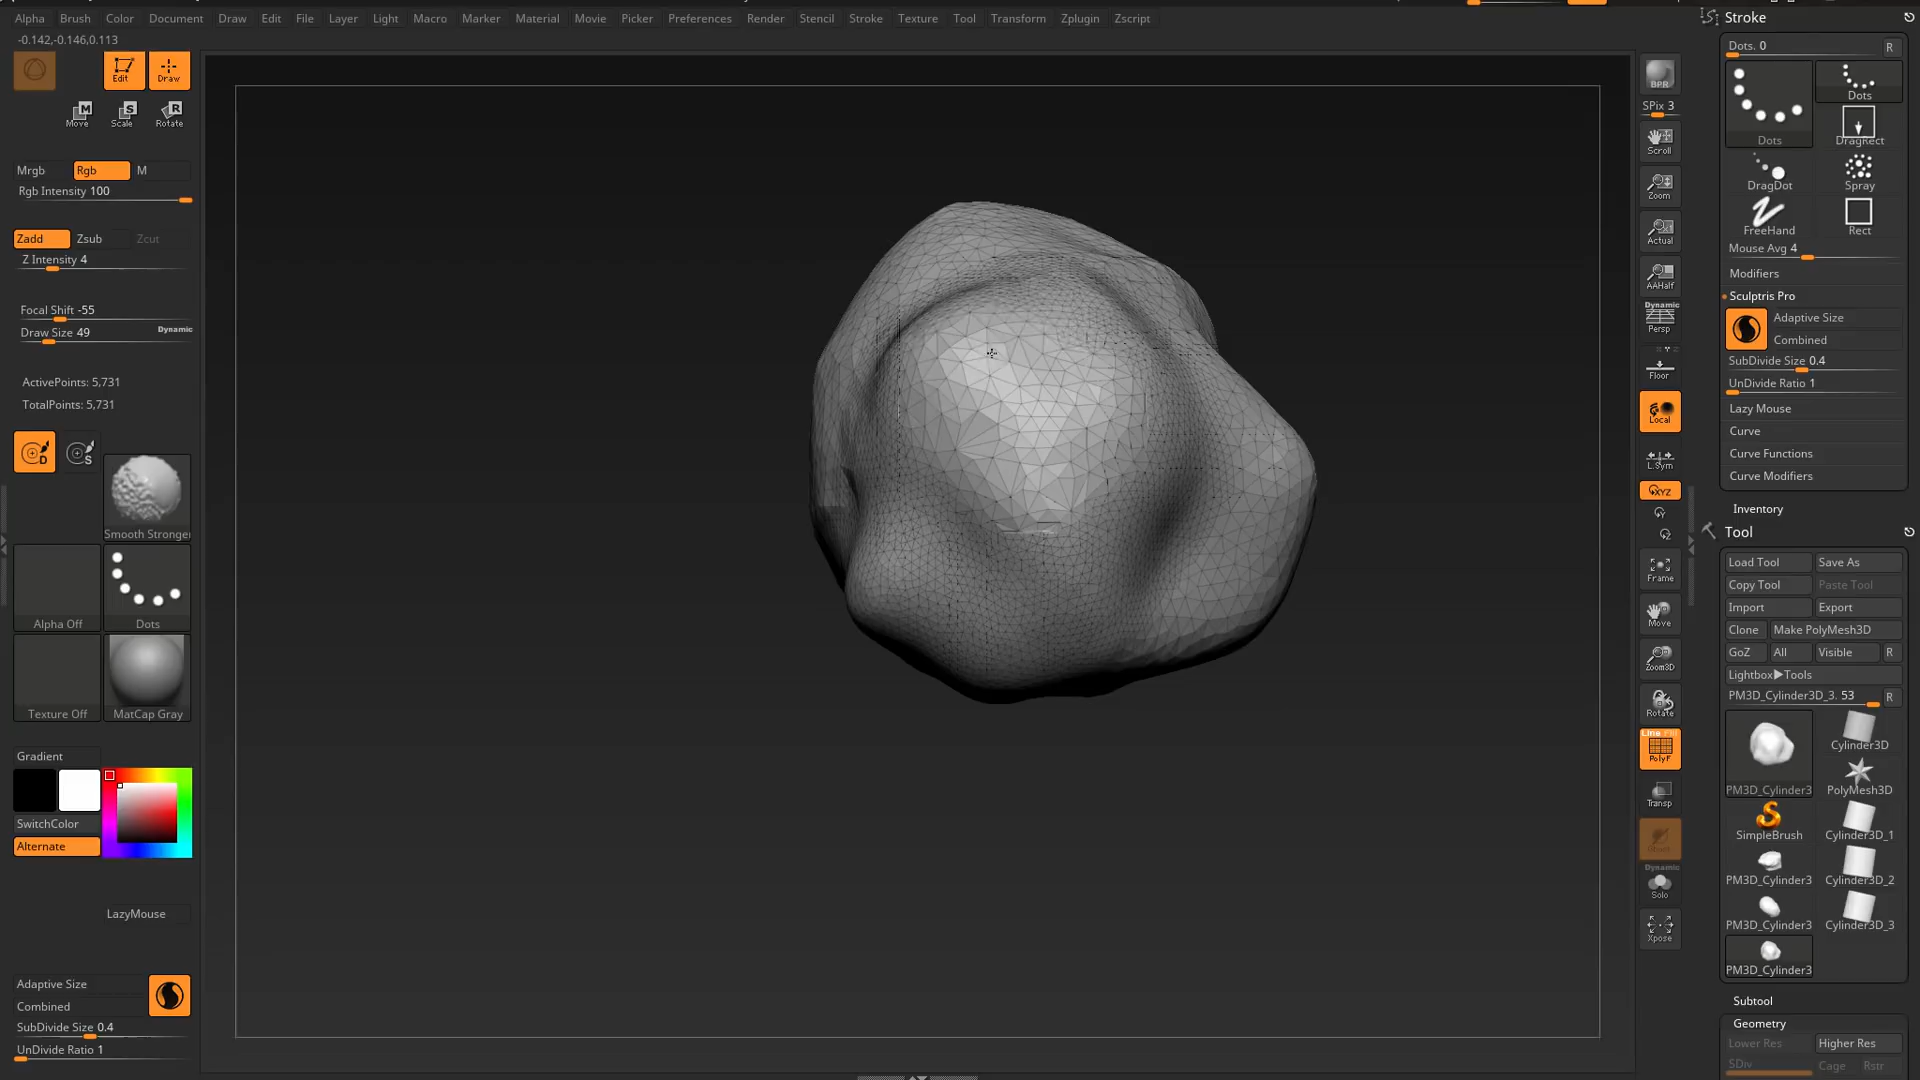 Alpha Brush Color Document Draw Edit File Layer Light Macro Marker Material Movie Picker Preferences Render Stencil Stroke Texture Tool Transform Zplugin Zscript
-0.142,-0.146,0.113
Edit Draw
Move Scale Rotate
Mrgb Rgb M
Rgb Intensity 100
Zadd Zsub Zcut
Z Intensity 4
Focal Shift -55
Draw Size 49 Dynamic
ActivePoints: 5,731
TotalPoints: 5,731
D S
Smooth Stronger
Alpha Off Dots
Texture Off MatCap Gray
Gradient
SwitchColor
Alternate
LazyMouse
Adaptive Size
Combined
SubDivide Size 0.4
UnDivide Ratio 1
BPR
SPix 3
Scroll
Zoom
Actual
AAHalf
Dynamic
Persp
Floor
Local
L.Sym
XYZ
Y
Z
Frame
Move
Zoom3D
Rotate
Line Fill
PolyF
Transp
Dynamic
Solo
Xpose
Stroke
Dots. 0 R
Dots Dots
DragRect
DragDot Spray
FreeHand Rect
Mouse Avg 4
Modifiers
Sculptris Pro
Adaptive Size
Combined
SubDivide Size 0.4
UnDivide Ratio 1
Lazy Mouse
Curve
Curve Functions
Curve Modifiers
Inventory
Tool
Load Tool Save As
Copy Tool Paste Tool
Import Export
Clone Make PolyMesh3D
GoZ All Visible R
Lightbox▶Tools
PM3D_Cylinder3D_3. 53 R
PM3D_Cylinder3 Cylinder3D
PolyMesh3D
SimpleBrush Cylinder3D_1
PM3D_Cylinder3 Cylinder3D_2
PM3D_Cylinder3 Cylinder3D_3
PM3D_Cylinder3
Subtool
Geometry
Lower Res Higher Res
SDiv Cage Rstr